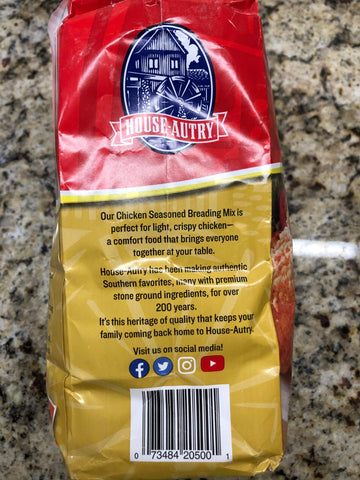 HOUSE-AUTRY
Our Chicken Seasoned Breading Mix is
perfect for light, crispy chicken—
a comfort food that brings everyone
together at your table.
House-Autry has been making authentic
Southern favorites, many with premium
stone ground ingredients, for over
200 years.
It's this heritage of quality that keeps your
family coming back home to House-Autry.
Visit us on social media!
0 73484 20500 1